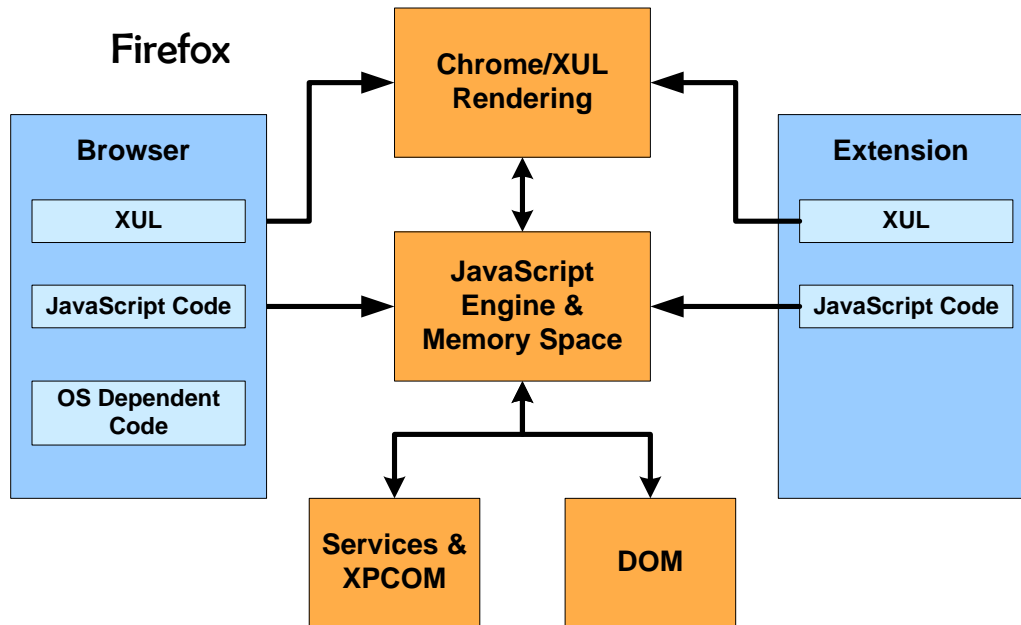 Firefox
Chrome/XUL
Rendering
Browser
XUL
JavaScript Code
OS Dependent
Code
JavaScript
Engine &
Memory Space
Extension
XUL
JavaScript Code
Services &
XPCOM
DOM